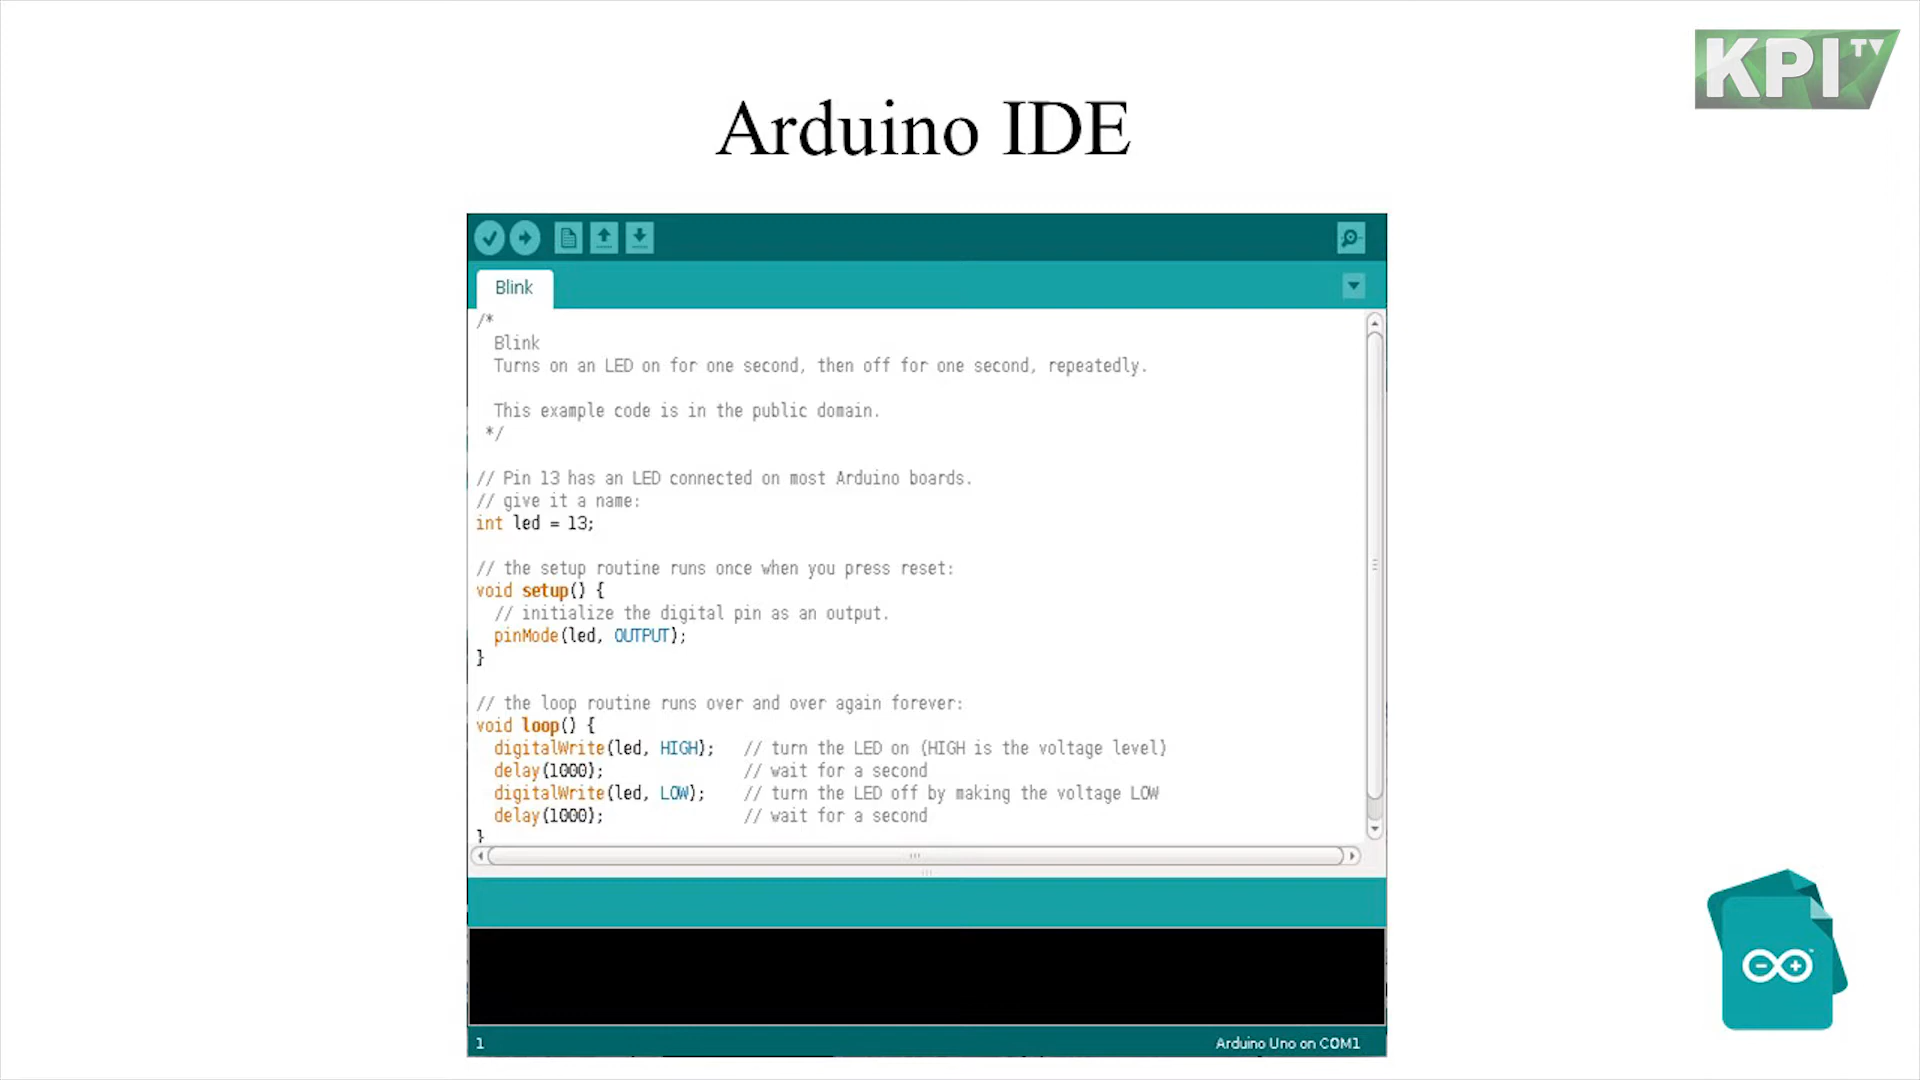 KPI TV
Arduino IDE
Blink
/*
  Blink
  Turns on an LED on for one second, then off for one second, repeatedly.

  This example code is in the public domain.
 */

// Pin 13 has an LED connected on most Arduino boards.
// give it a name:
int led = 13;

// the setup routine runs once when you press reset:
void setup() {
  // initialize the digital pin as an output.
  pinMode(led, OUTPUT);
}

// the loop routine runs over and over again forever:
void loop() {
  digitalWrite(led, HIGH);   // turn the LED on (HIGH is the voltage level)
  delay(1000);               // wait for a second
  digitalWrite(led, LOW);    // turn the LED off by making the voltage LOW
  delay(1000);               // wait for a second
}
1
Arduino Uno on COM1